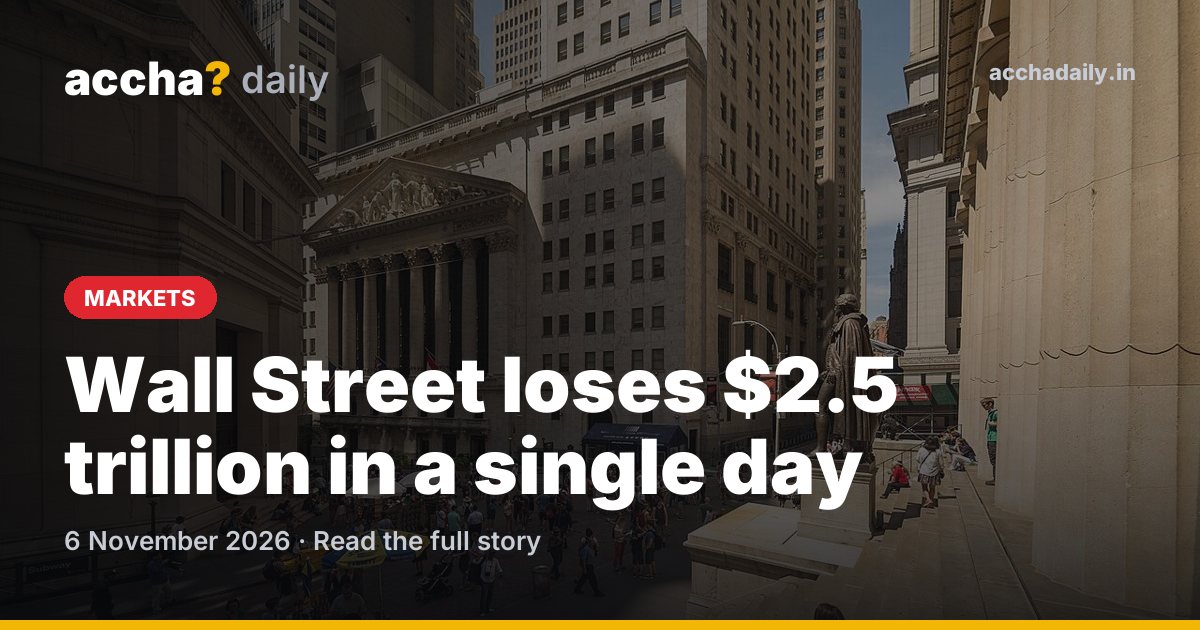 accha? daily
acchadaily.in
MARKETS
Wall Street loses $2.5
trillion in a single day
6 November 2026 · Read the full story
Subway